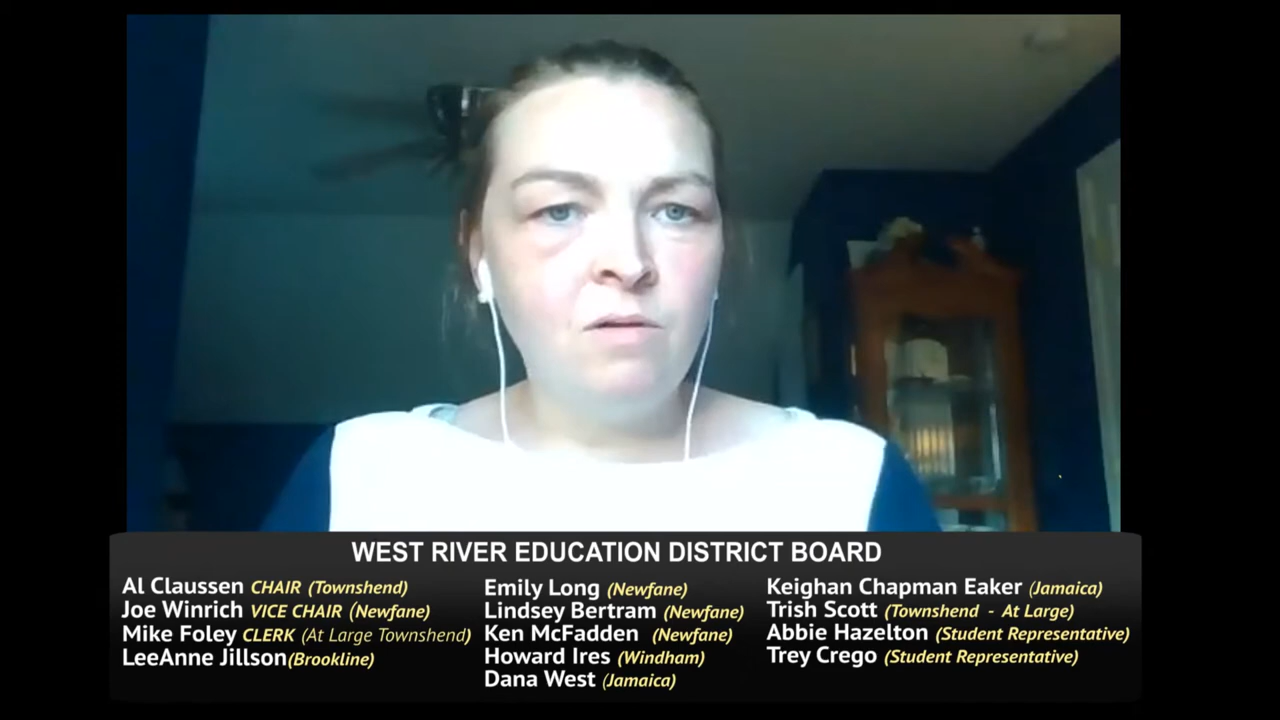 WEST RIVER EDUCATION DISTRICT BOARD
Al Claussen CHAIR (Townshend)
Joe Winrich VICE CHAIR (Newfane)
Mike Foley CLERK (At Large Townshend)
LeeAnne Jillson(Brookline)
Emily Long (Newfane)
Lindsey Bertram (Newfane)
Ken McFadden (Newfane)
Howard Ires (Windham)
Dana West (Jamaica)
Keighan Chapman Eaker (Jamaica)
Trish Scott (Townshend - At Large)
Abbie Hazelton (Student Representative)
Trey Crego (Student Representative)